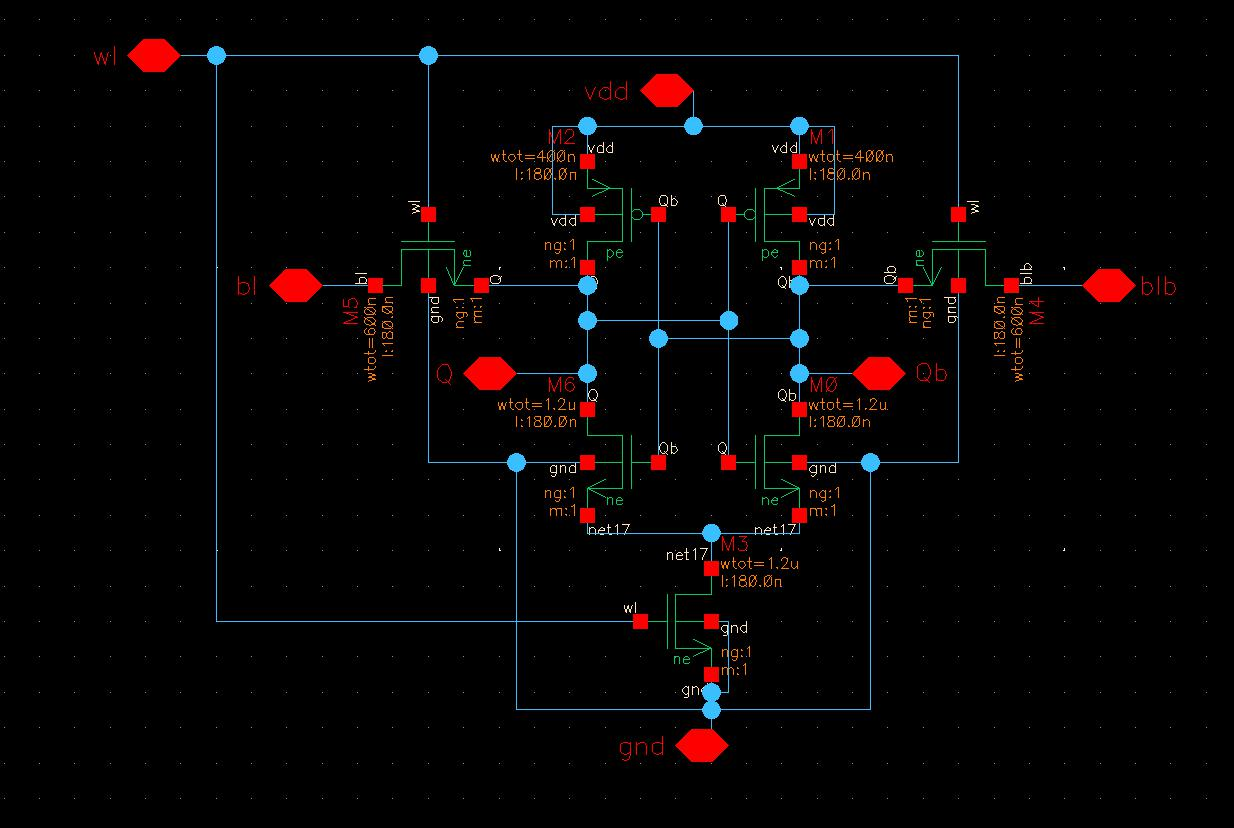 wl
vdd
M2
vdd
wtot=400n
l:180.0n
vdd
M1
wtot=400n
l:180.0n
wl
Qb
Q
wl
vdd
vdd
ng:1
m:1
pe
ne
pe
ng:1
m:1
ne
bl
bl
Q
Q
Qb
Qb
blb
blb
M5
wtot=600n
l:180.0n
gnd
ng:1
m:1
m:1
ng:1
gnd
l:180.0n
wtot=600n
M4
Q
M6
wtot=1.2u
l:180.0n
Q
Qb
M0
wtot=1.2u
l:180.0n
Qb
gnd
Qb
Q
gnd
ng:1
m:1
ne
ne
ng:1
m:1
net17
net17
net17
M3
wtot=1.2u
l:180.0n
wl
gnd
ne
ng:1
m:1
gnd
gnd